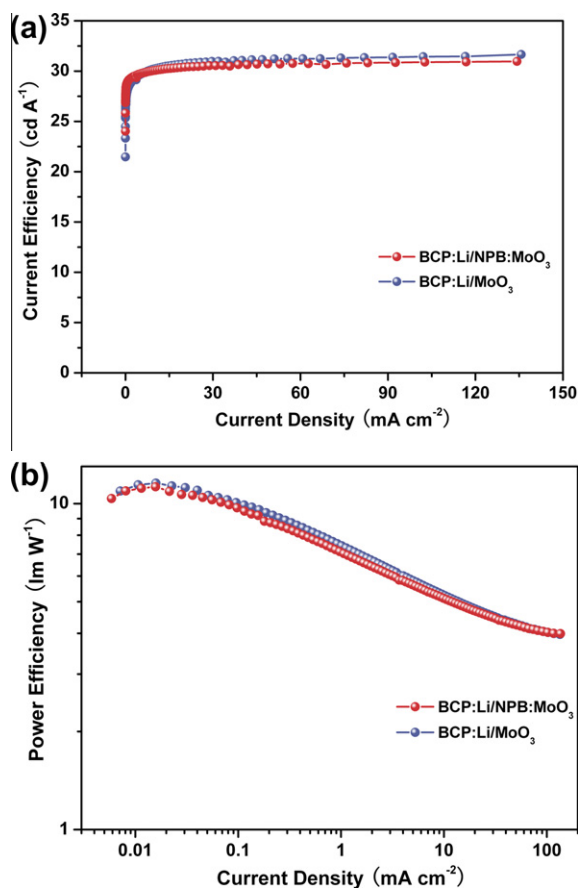 (a)
35
30
25
20
15
10
5
0
Current Efficiency (cd A⁻¹)
BCP:Li/NPB:MoO₃
BCP:Li/MoO₃
0 30 60 90 120 150
Current Density (mA cm⁻²)
(b)
10
1
Power Efficiency (lm W⁻¹)
BCP:Li/NPB:MoO₃
BCP:Li/MoO₃
0.01 0.1 1 10 100
Current Density (mA cm⁻²)